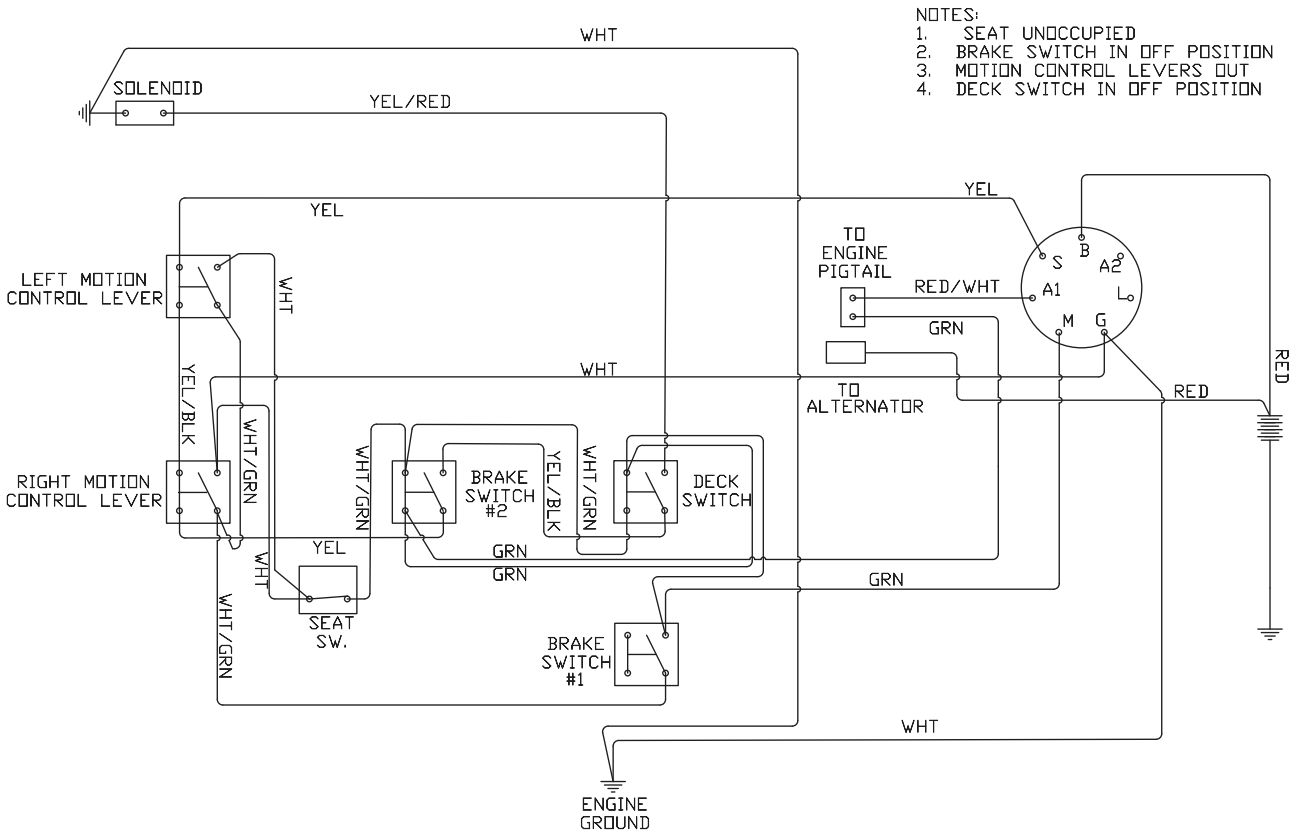 NOTES:
1. SEAT UNOCCUPIED
2. BRAKE SWITCH IN OFF POSITION
3. MOTION CONTROL LEVERS OUT
4. DECK SWITCH IN OFF POSITION
WHT
SOLENOID
YEL/RED
YEL
YEL
TO
ENGINE
PIGTAIL
B
S
A2
A1
L
M
G
RED/WHT
GRN
LEFT MOTION
CONTROL LEVER
WHT
WHT
RED
TO
ALTERNATOR
RED
YEL/BLK
WHT/GRN
RIGHT MOTION
CONTROL LEVER
WHT/GRN
BRAKE
SWITCH
#2
YEL/BLK
WHT/GRN
DECK
SWITCH
YEL
WHT
GRN
GRN
GRN
SEAT
SW.
WHT/GRN
BRAKE
SWITCH
#1
WHT
ENGINE
GROUND